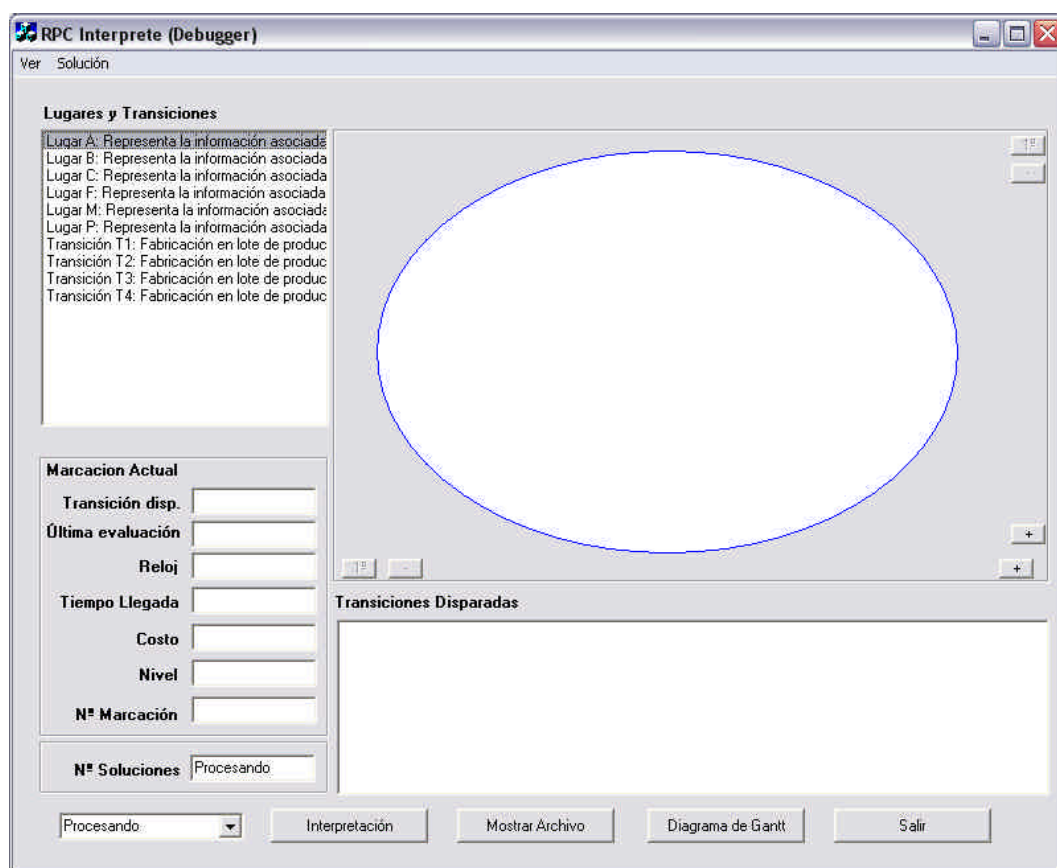 RPC Interprete (Debugger)
Ver Solución
Lugares y Transiciones
Lugar A: Representa la información asociada
Lugar B: Representa la información asociada
Lugar C: Representa la información asociada
Lugar F: Representa la información asociada
Lugar M: Representa la información asociada
Lugar P: Representa la información asociada
Transición T1: Fabricación en lote de produc
Transición T2: Fabricación en lote de produc
Transición T3: Fabricación en lote de produc
Transición T4: Fabricación en lote de produc
1º
-
+
1º - +
Marcacion Actual
Transición disp.
Última evaluación
Reloj
Tiempo Llegada
Costo
Nivel
Nº Marcación
Nº Soluciones Procesando
Transiciones Disparadas
Procesando Interpretación Mostrar Archivo Diagrama de Gantt Salir